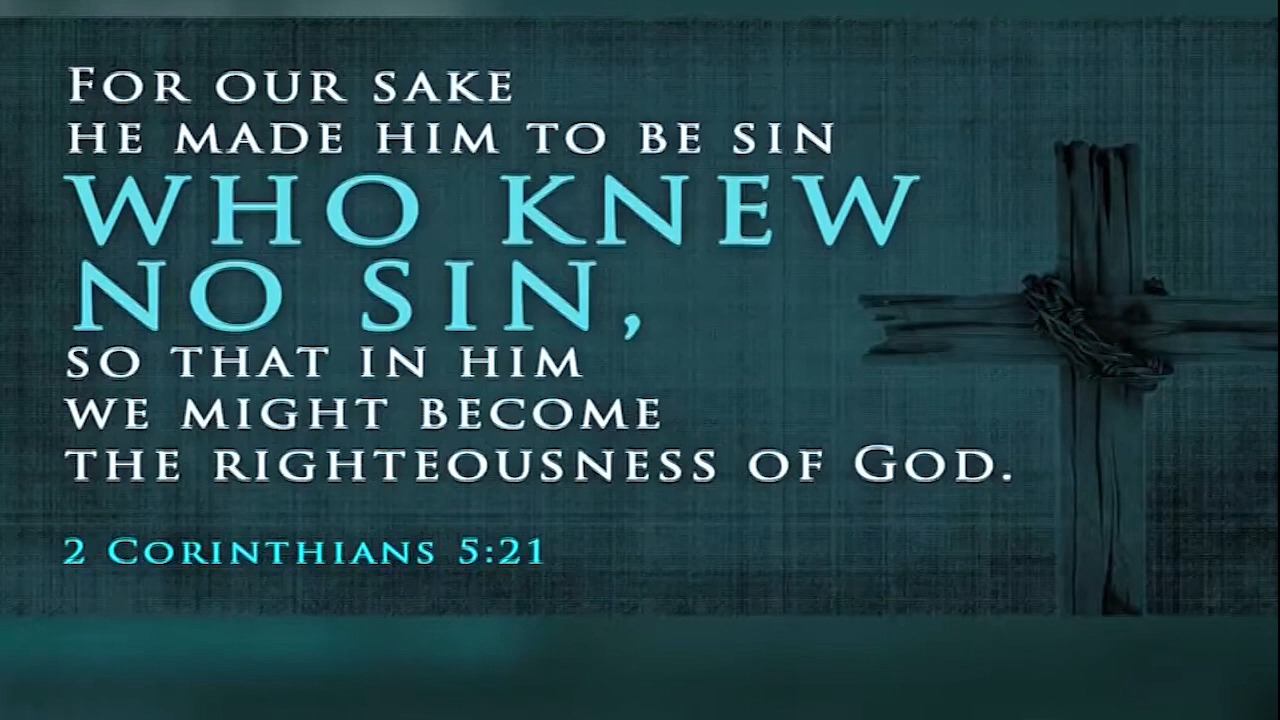 For our sake
he made him to be sin
who knew
no sin,
so that in him
we might become
the righteousness of God.
2 Corinthians 5:21